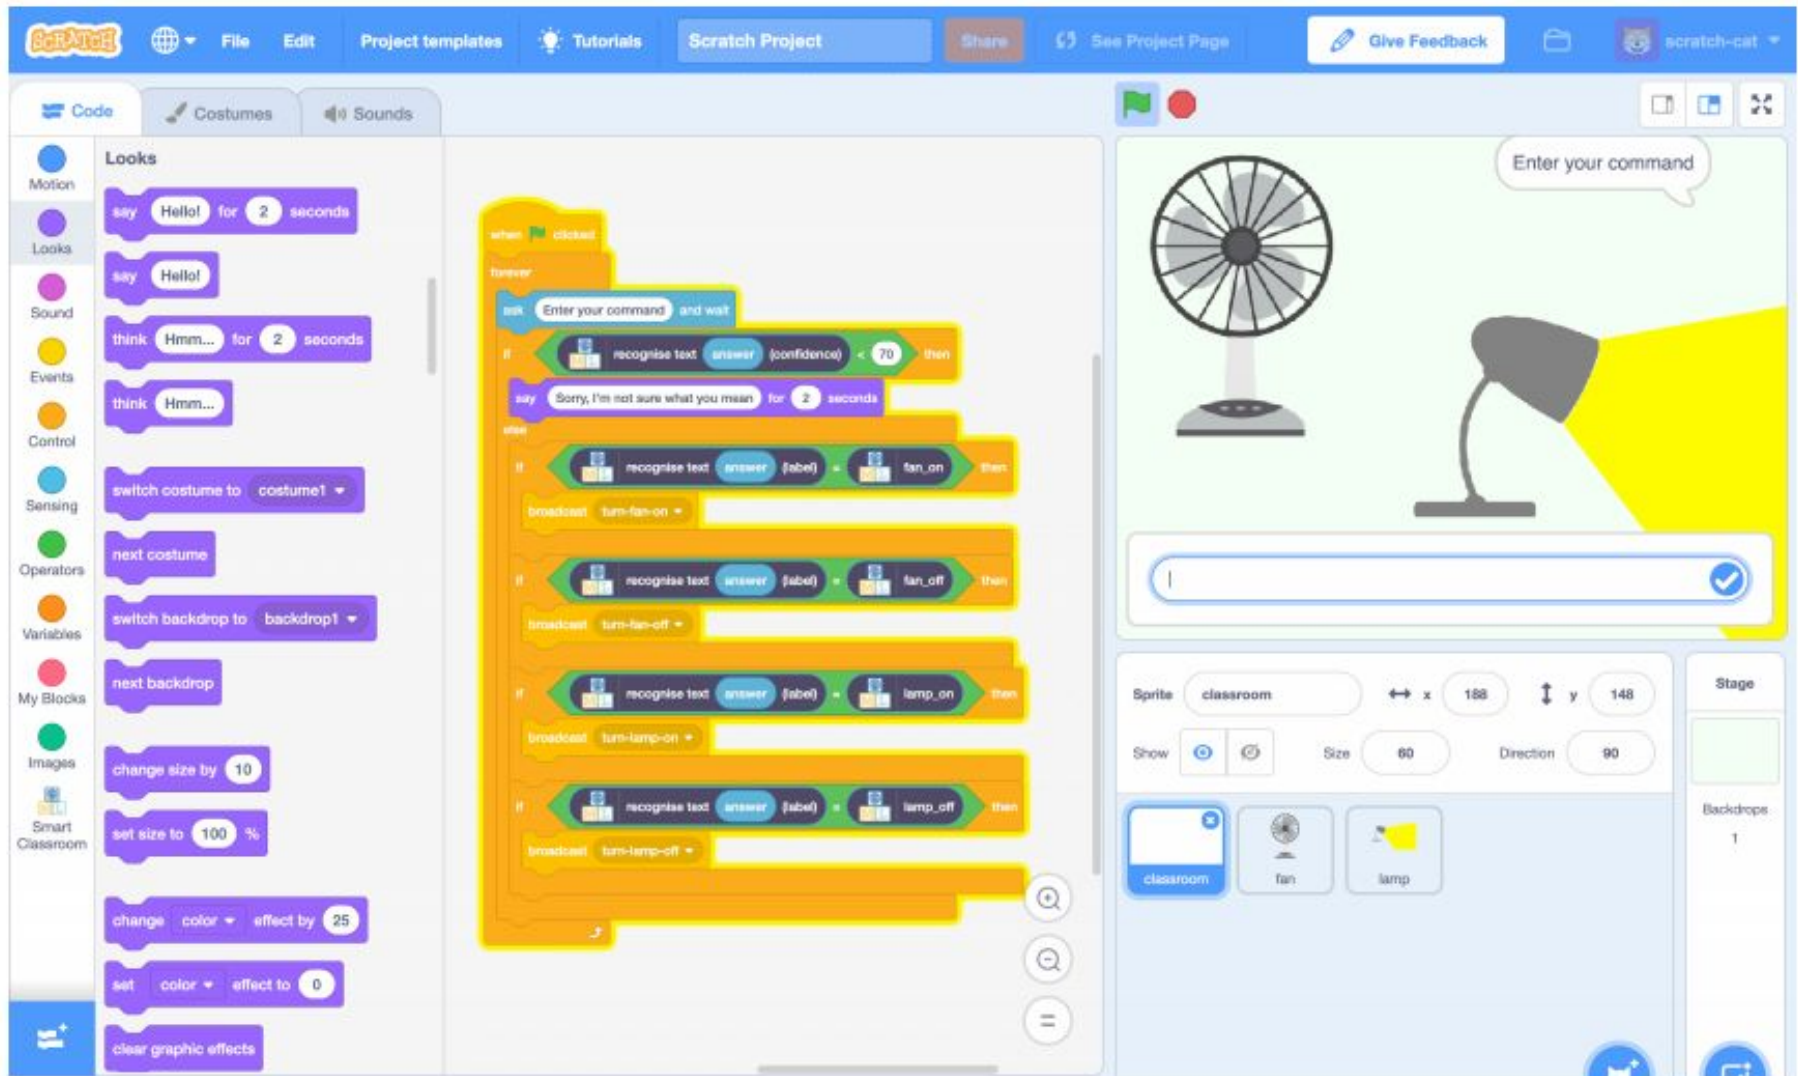 SCRATCH File Edit Project templates Tutorials Scratch Project Share See Project Page Give Feedback scratch-cat
Code Costumes Sounds
Motion
Looks
Sound
Events
Control
Sensing
Operators
Variables
My Blocks
Images
Smart
Classroom
Looks
say Hello! for 2 seconds
say Hello!
think Hmm... for 2 seconds
think Hmm...
switch costume to costume1
next costume
switch backdrop to backdrop1
next backdrop
change size by 10
set size to 100 %
change color effect by 25
set color effect to 0
clear graphic effects
when clicked
forever
ask Enter your command and wait
if recognise text answer (confidence) < 70 then
say Sorry, I'm not sure what you mean for 2 seconds
else
if recognise text answer (label) = fan_on then
broadcast turn-fan-on
if recognise text answer (label) = fan_off then
broadcast turn-fan-off
if recognise text answer (label) = lamp_on then
broadcast turn-lamp-on
if recognise text answer (label) = lamp_off then
broadcast turn-lamp-off
Enter your command
Sprite classroom x 188 y 148
Show Size 60 Direction 90
classroom fan lamp
Stage
Backdrops
1